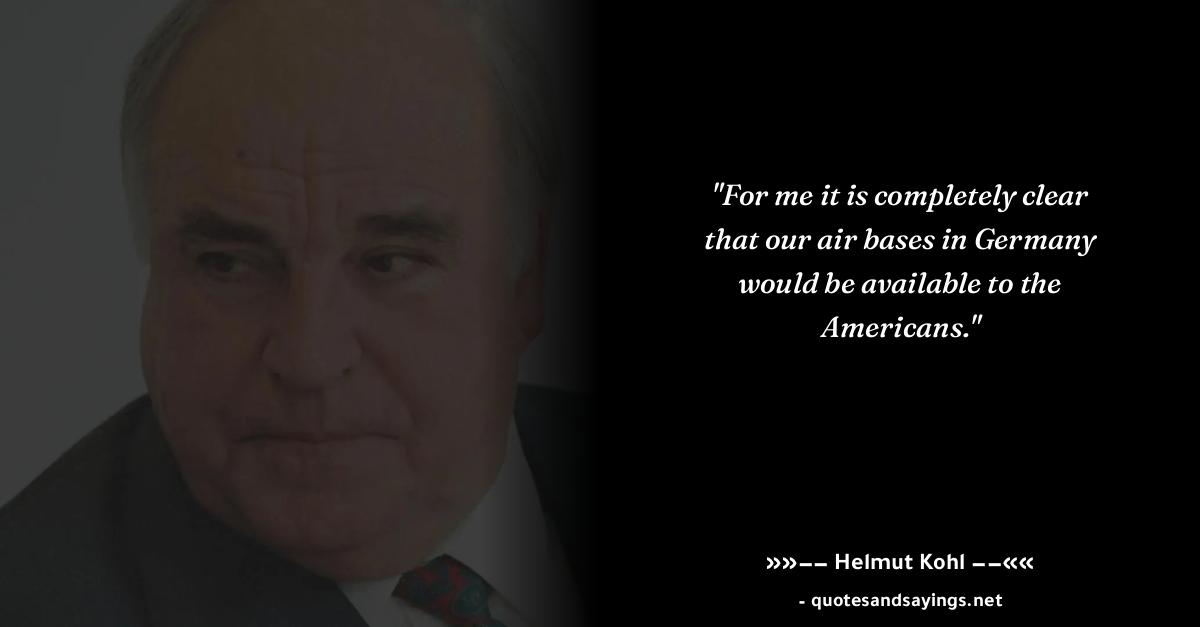 "For me it is completely clear
that our air bases in Germany
would be available to the
Americans."
»»–– Helmut Kohl ––««
- quotesandsayings.net